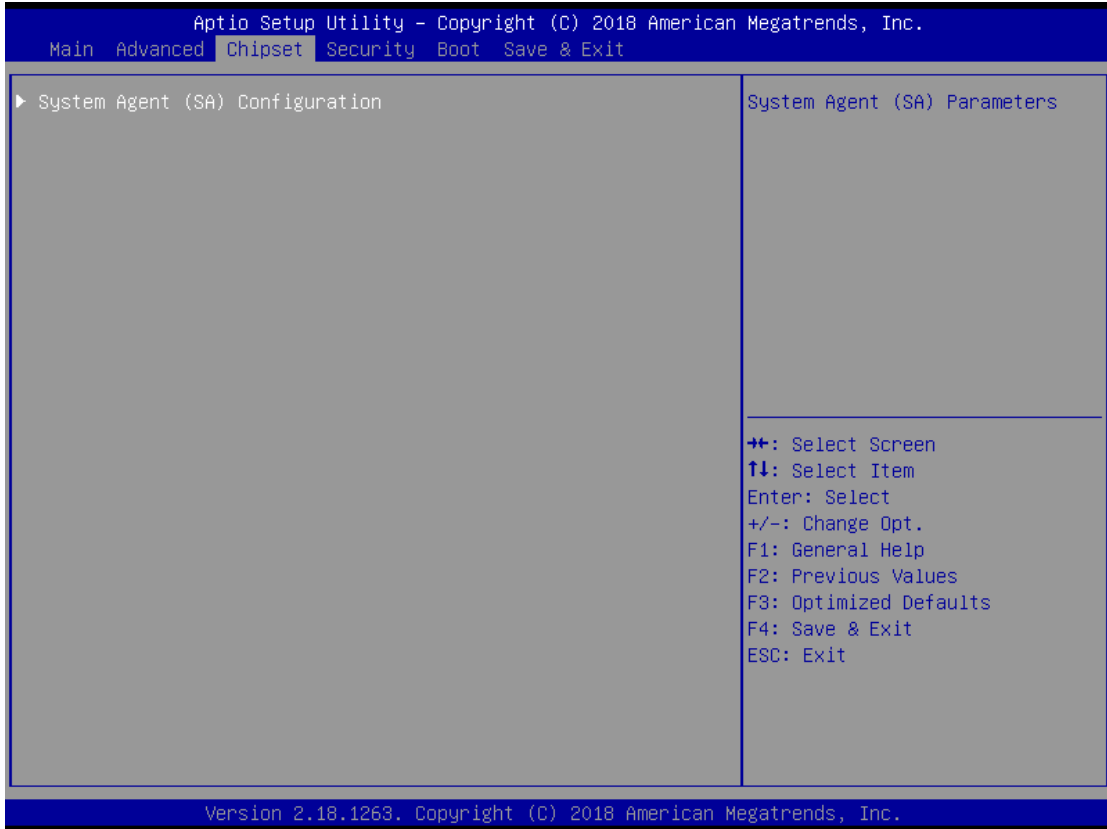 Aptio Setup Utility – Copyright (C) 2018 American Megatrends, Inc.
Main Advanced Chipset Security Boot Save & Exit
▶ System Agent (SA) Configuration
System Agent (SA) Parameters
→←: Select Screen
↑↓: Select Item
Enter: Select
+/-: Change Opt.
F1: General Help
F2: Previous Values
F3: Optimized Defaults
F4: Save & Exit
ESC: Exit
Version 2.18.1263. Copyright (C) 2018 American Megatrends, Inc.